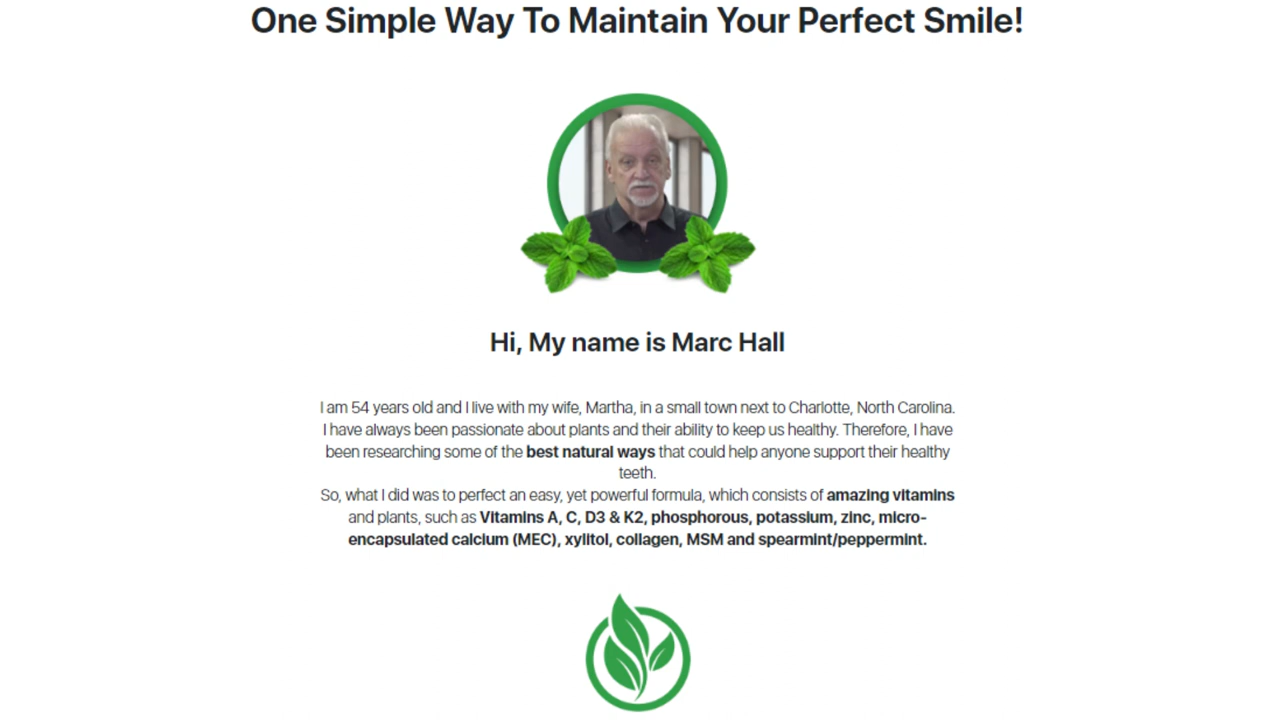 One Simple Way To Maintain Your Perfect Smile!
Hi, My name is Marc Hall
I am 54 years old and I live with my wife, Martha, in a small town next to Charlotte, North Carolina.
I have always been passionate about plants and their ability to keep us healthy. Therefore, I have
been researching some of the best natural ways that could help anyone support their healthy
teeth.
So, what I did was to perfect an easy, yet powerful formula, which consists of amazing vitamins
and plants, such as Vitamins A, C, D3 & K2, phosphorous, potassium, zinc, micro-
encapsulated calcium (MEC), xylitol, collagen, MSM and spearmint/peppermint.